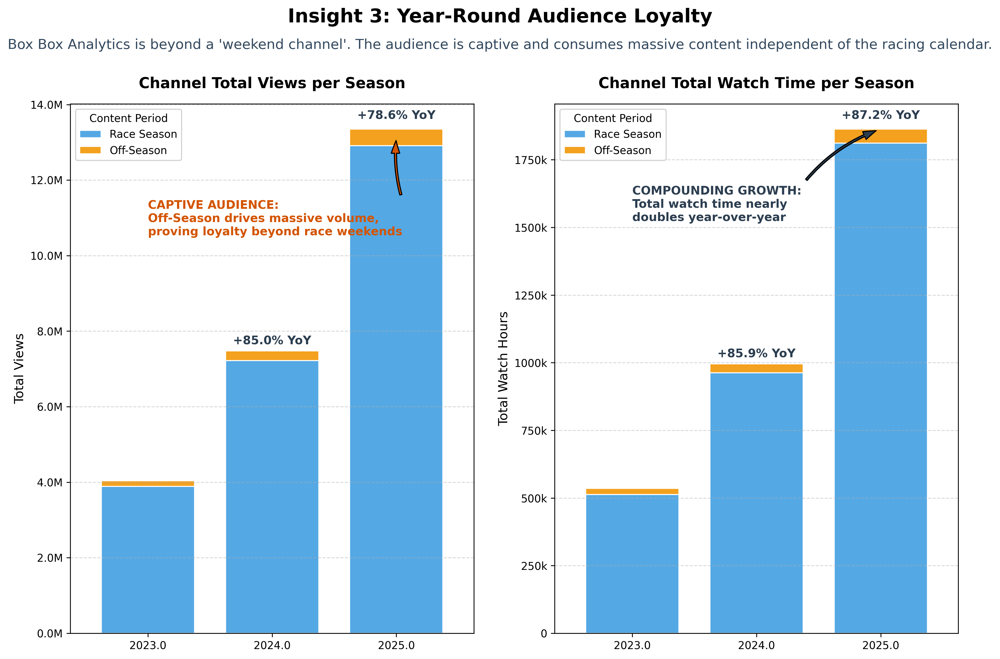 Insight 3: Year-Round Audience Loyalty
Box Box Analytics is beyond a 'weekend channel'. The audience is captive and consumes massive content independent of the racing calendar.
Channel Total Views per Season
14.0M
12.0M
10.0M
8.0M
6.0M
4.0M
2.0M
0.0M
Total Views
Content Period
Race Season
Off-Season
+78.6% YoY
CAPTIVE AUDIENCE:
Off-Season drives massive volume,
proving loyalty beyond race weekends
+85.0% YoY
2023.0
2024.0
2025.0
Channel Total Watch Time per Season
1750k
1500k
1250k
1000k
750k
500k
250k
0
Total Watch Hours
Content Period
Race Season
Off-Season
+87.2% YoY
COMPOUNDING GROWTH:
Total watch time nearly
doubles year-over-year
+85.9% YoY
2023.0
2024.0
2025.0